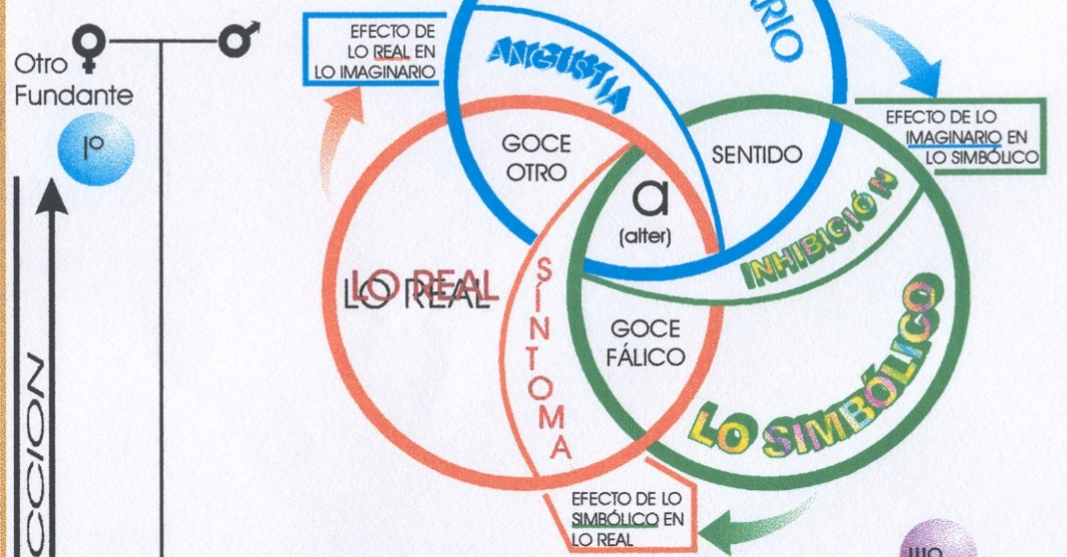 Otro
Fundante
Iº
CCION
EFECTO DE
LO REAL EN
LO IMAGINARIO
ARIO
ANGUSTIA
EFECTO DE LO
IMAGINARIO EN
LO SIMBÓLICO
GOCE
OTRO
SENTIDO
a
(alter)
INHIBICIÓN
LO REAL
SÍNTOMA
GOCE
FÁLICO
LO SIMBÓLICO
EFECTO DE LO
SIMBÓLICO EN
LO REAL